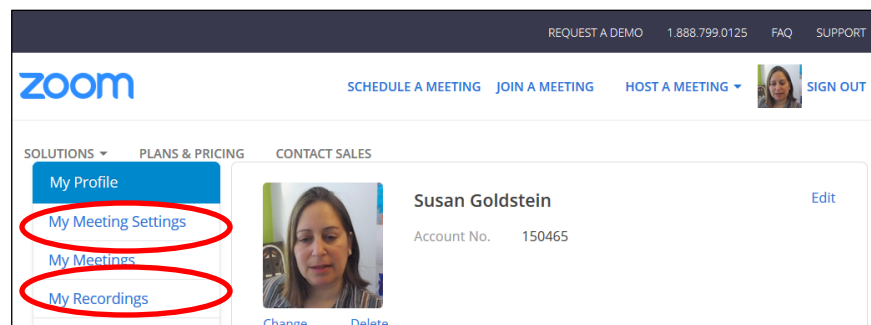 REQUEST A DEMO 1.888.799.0125 FAQ SUPPORT
zoom SCHEDULE A MEETING JOIN A MEETING HOST A MEETING SIGN OUT
SOLUTIONS PLANS & PRICING CONTACT SALES
My Profile
Susan Goldstein Edit
My Meeting Settings
Account No. 150465
My Meetings
My Recordings
Change Delete